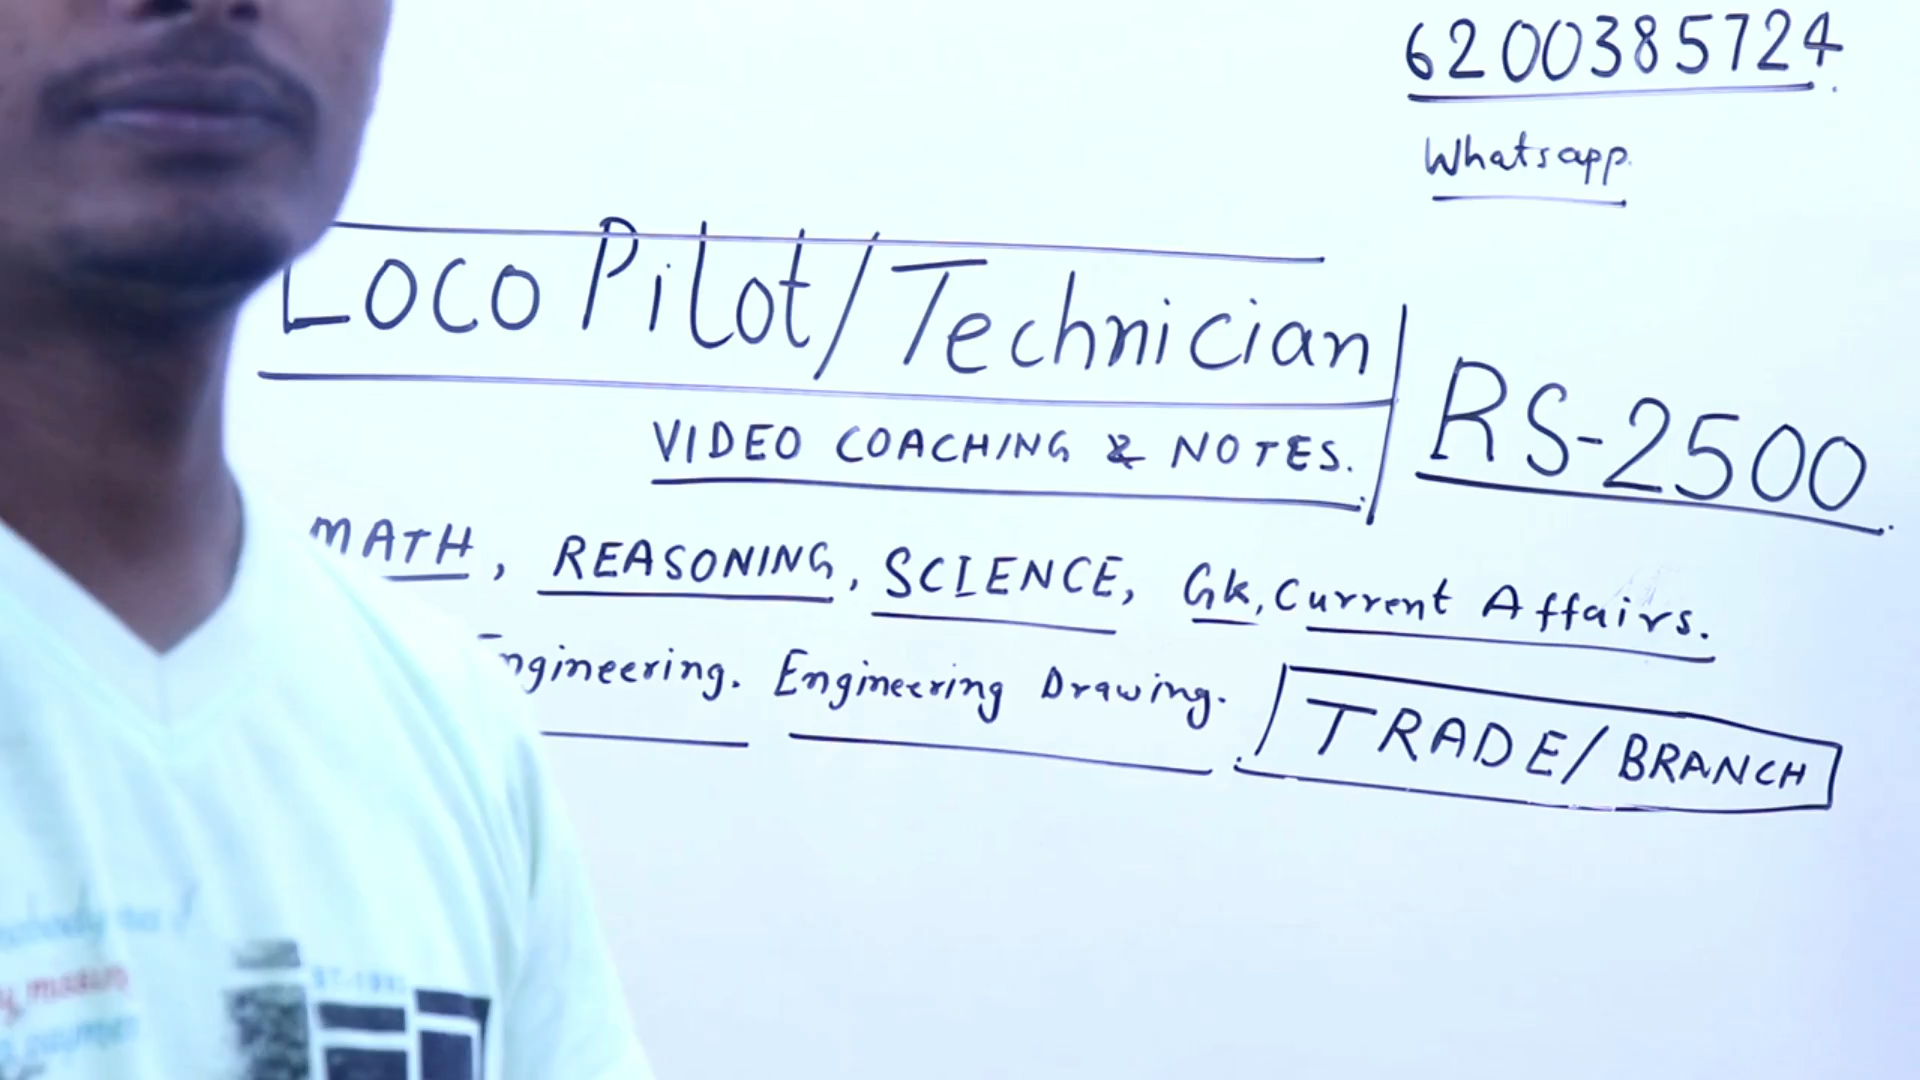 6200385724
Whatsapp.
Loco Pilot/Technician
RS-2500
VIDEO COACHING & NOTES.
MATH, REASONING, SCIENCE, Gk, Current Affairs.
Engineering. Engineering Drawing. TRADE/BRANCH